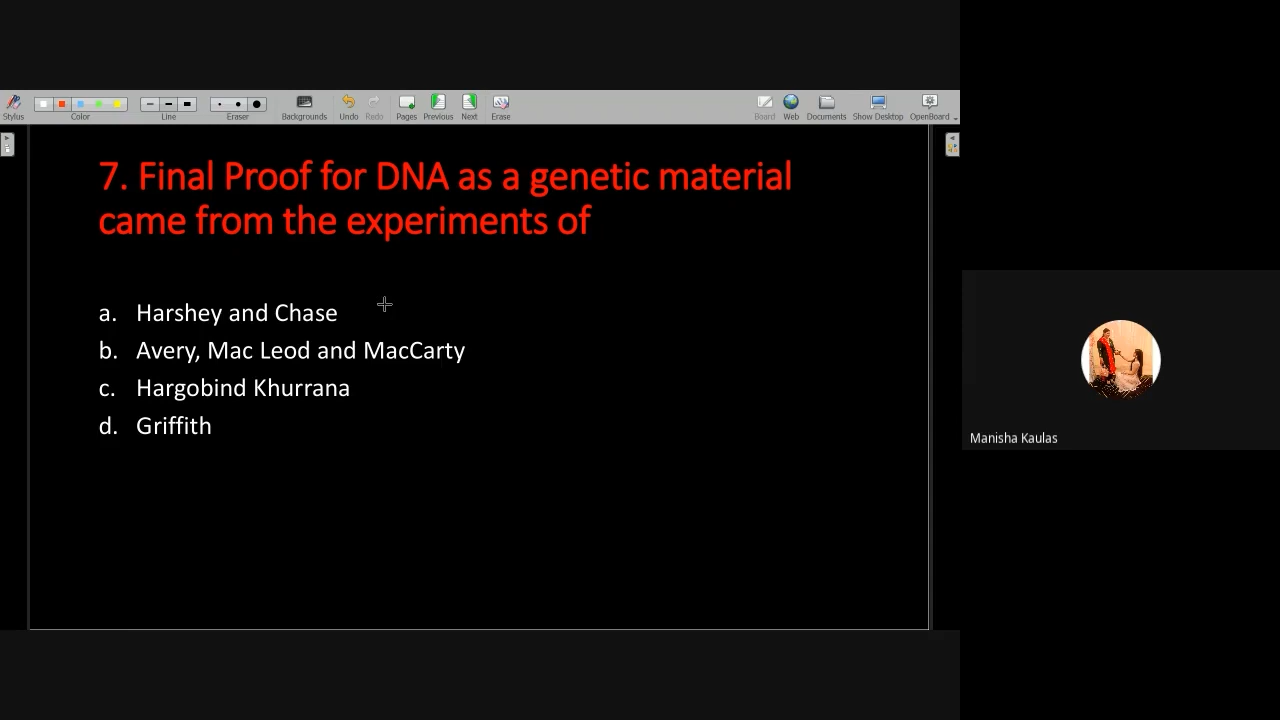 Stylus Color Line Eraser Backgrounds Undo Redo Pages Previous Next Erase Board Web Documents Show Desktop OpenBoard
7. Final Proof for DNA as a genetic material
came from the experiments of
a. Harshey and Chase
b. Avery, Mac Leod and MacCarty
c. Hargobind Khurrana
d. Griffith
Manisha Kaulas